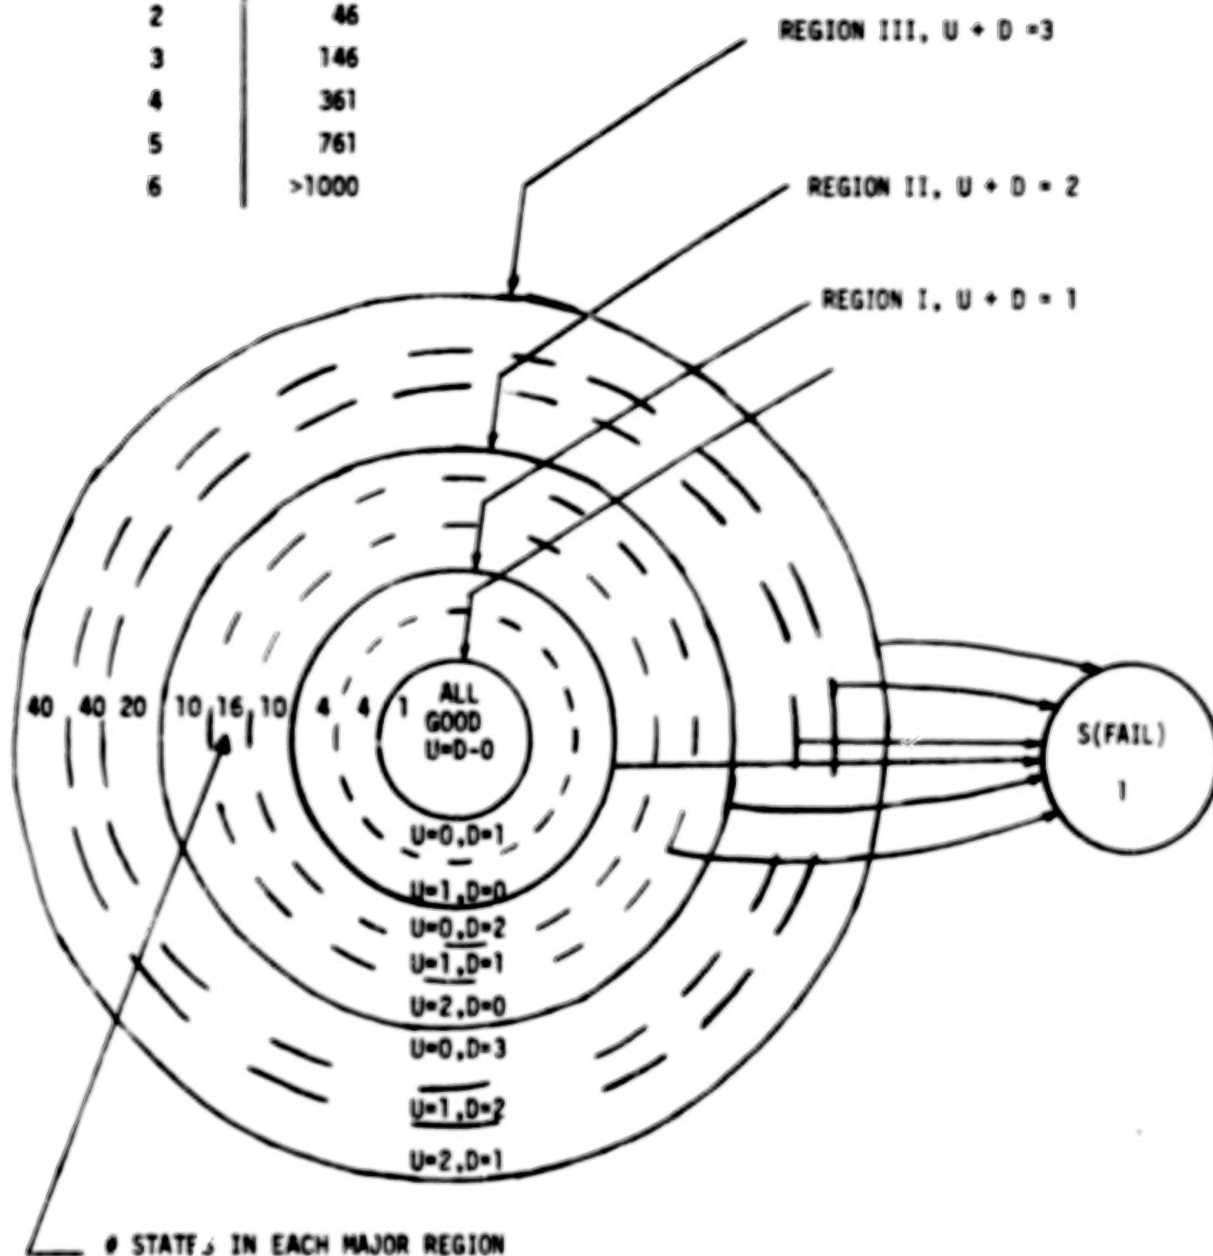 2 46
3 146
4 361
5 761
6 >1000
REGION III, U + D =3
REGION II, U + D = 2
REGION I, U + D = 1
40 40 20 10 16 10 4 4 1
ALL
GOOD
U=D-0
S(FAIL)
1
U=0,D=1
U=1,D=0
U=0,D=2
U=1,D=1
U=2,D=0
U=0,D=3
U=1,D=2
U=2,D=1
# STATES IN EACH MAJOR REGION